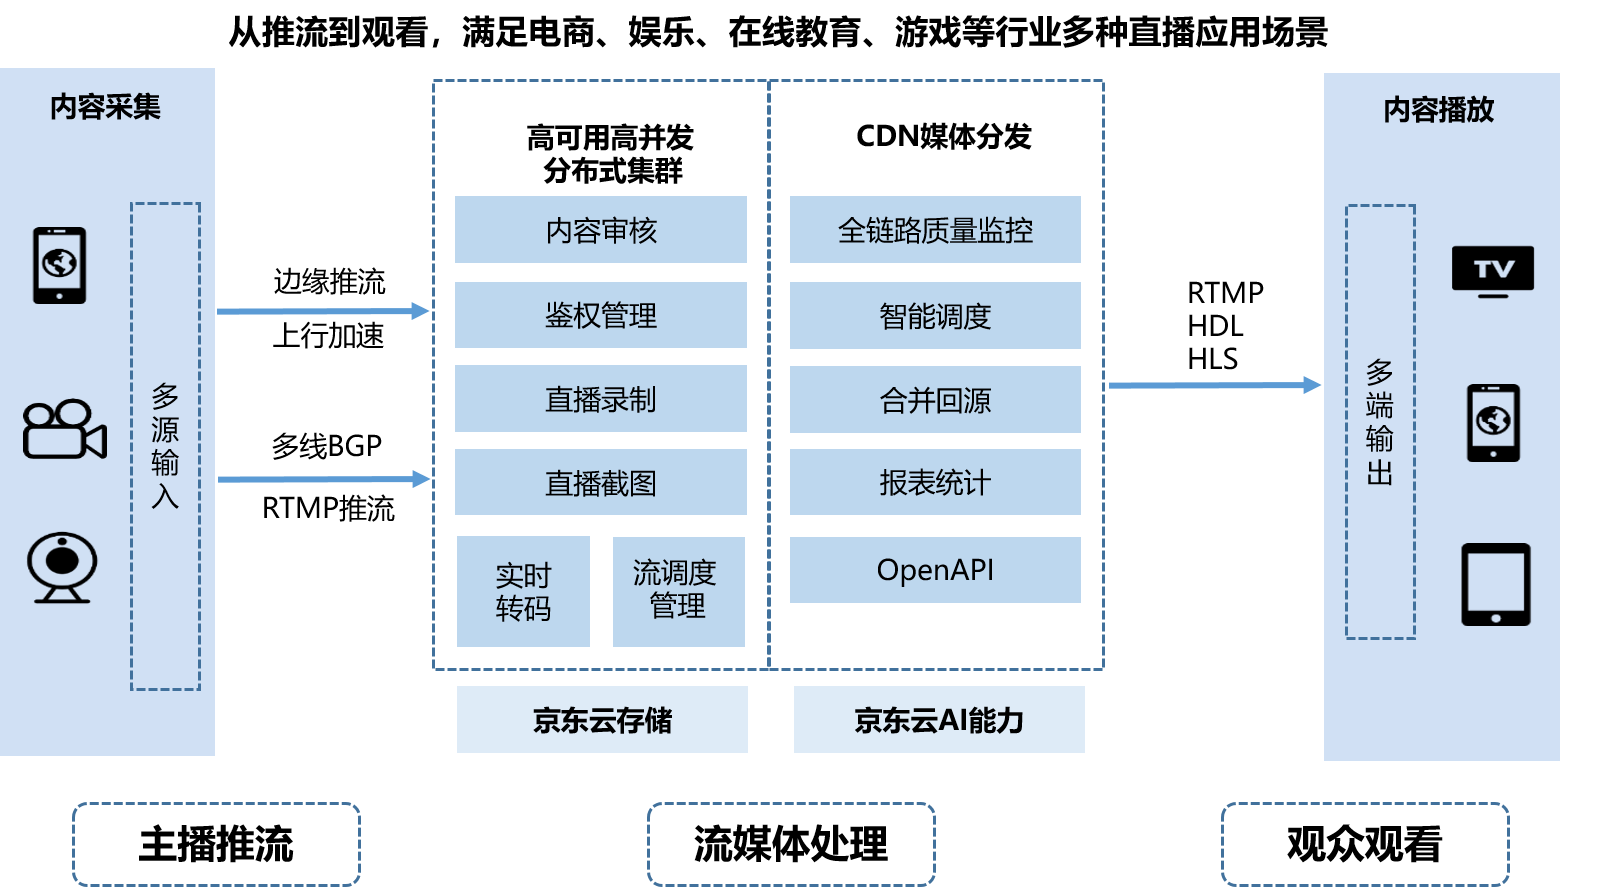 从推流到观看，满足电商、娱乐、在线教育、游戏等行业多种直播应用场景
内容采集
多
源
输
入
边缘推流
上行加速
多线BGP
RTMP推流
高可用高并发
分布式集群
内容审核
鉴权管理
直播录制
直播截图
实时
转码
流调度
管理
CDN媒体分发
全链路质量监控
智能调度
合并回源
报表统计
OpenAPI
京东云存储
京东云AI能力
RTMP
HDL
HLS
内容播放
多
端
输
出
TV
主播推流
流媒体处理
观众观看